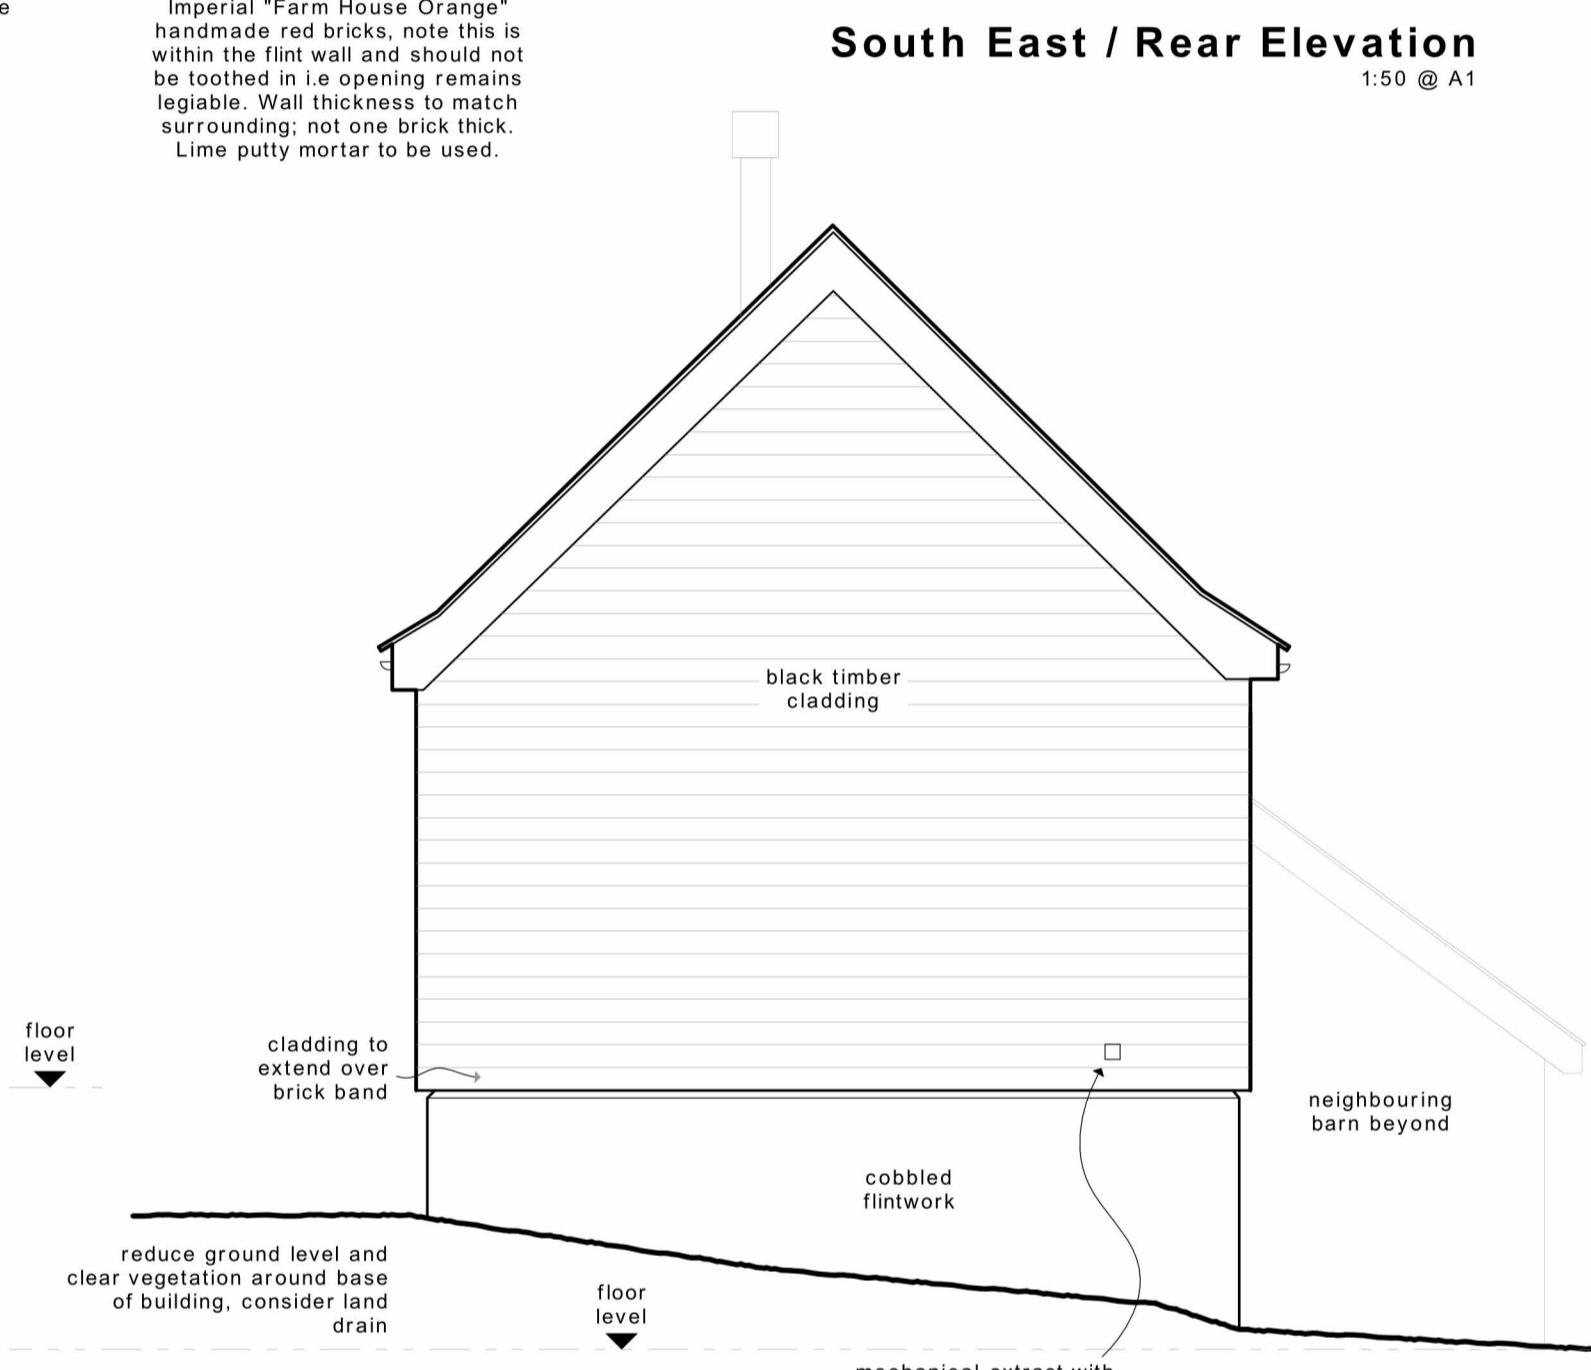 e
Imperial "Farm House Orange"
handmade red bricks, note this is
within the flint wall and should not
be toothed in i.e opening remains
legiable. Wall thickness to match
surrounding; not one brick thick.
Lime putty mortar to be used.
South East / Rear Elevation
1:50 @ A1
black timber
cladding
floor
level
cladding to
extend over
brick band
neighbouring
barn beyond
cobbled
flintwork
reduce ground level and
clear vegetation around base
of building, consider land
drain
floor
level
mechanical extract with